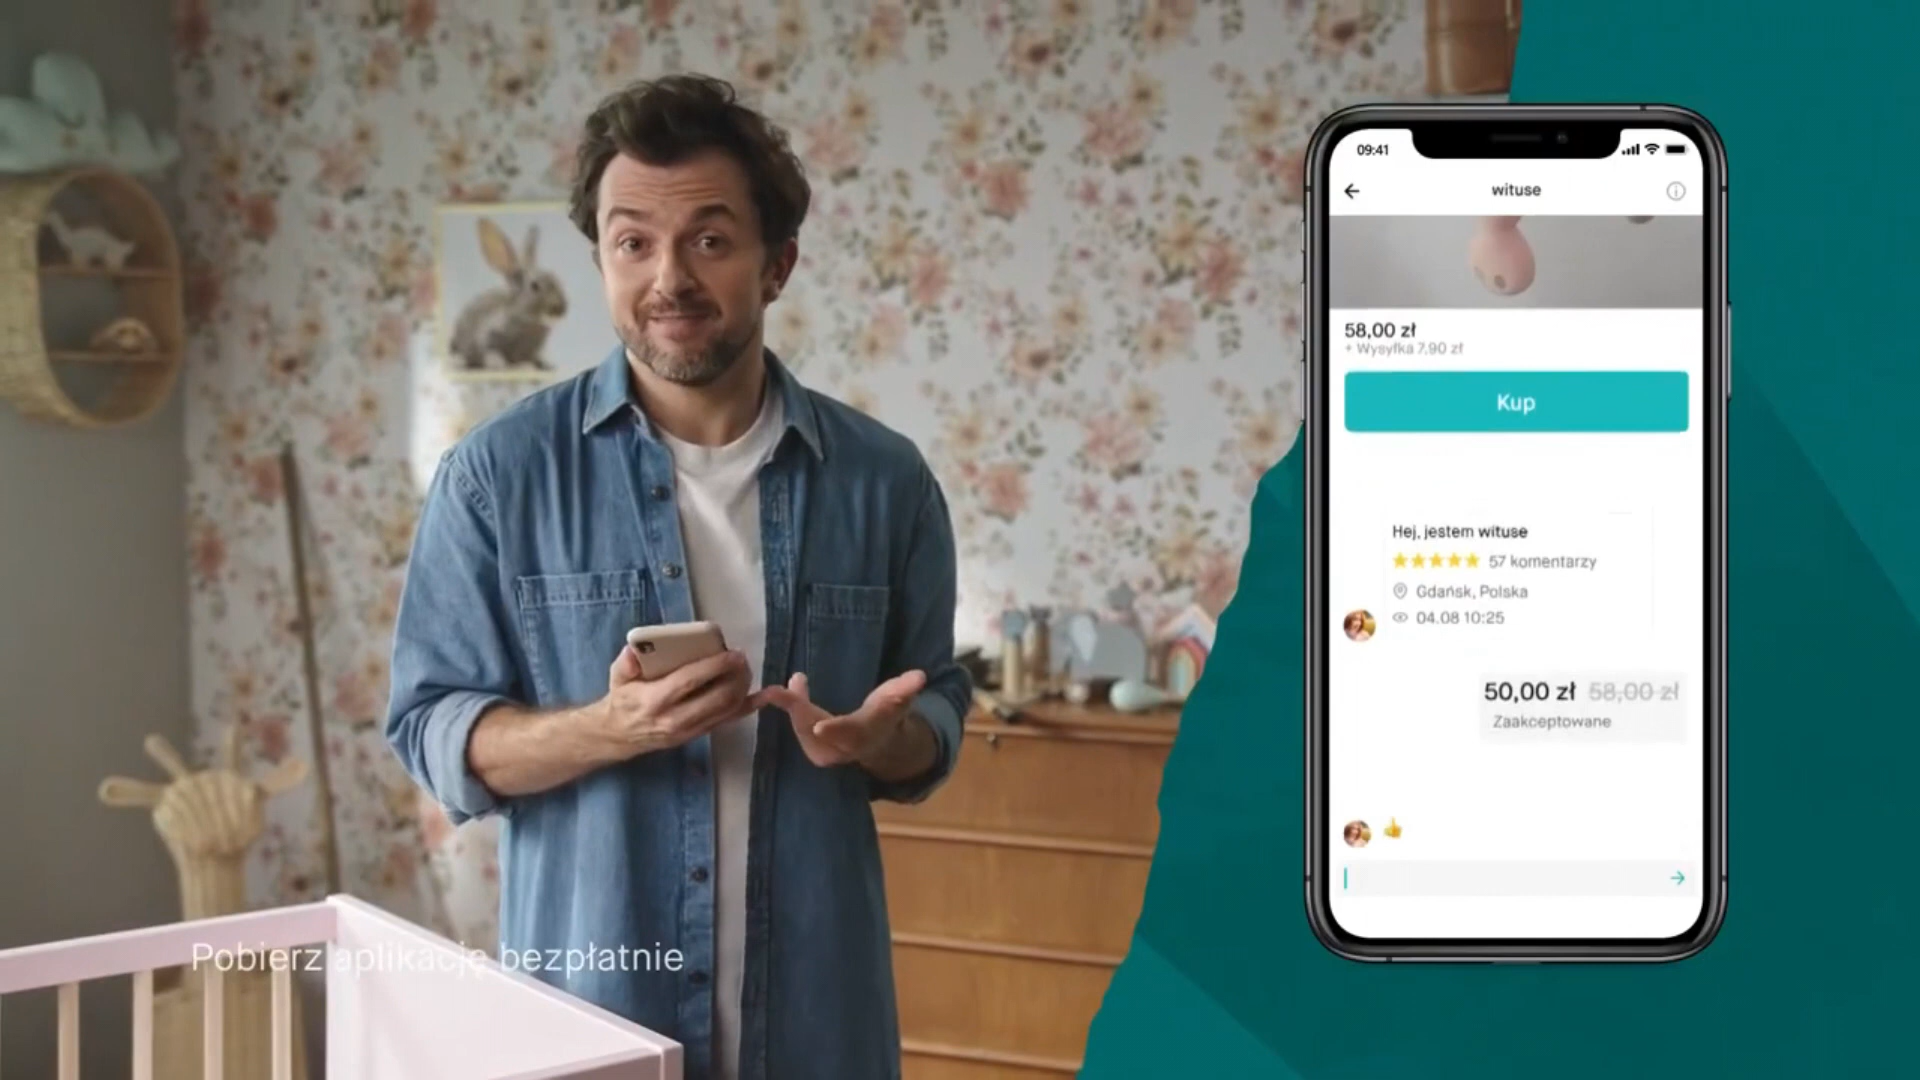 09:41
wituse
58,00 zł
+ Wysyłka 7,90 zł
Kup
Hej, jestem wituse
57 komentarzy
Gdańsk, Polska
04.08 10:25
50,00 zł 58,00 zł
Zaakceptowane
Pobierz aplikację bezpłatnie